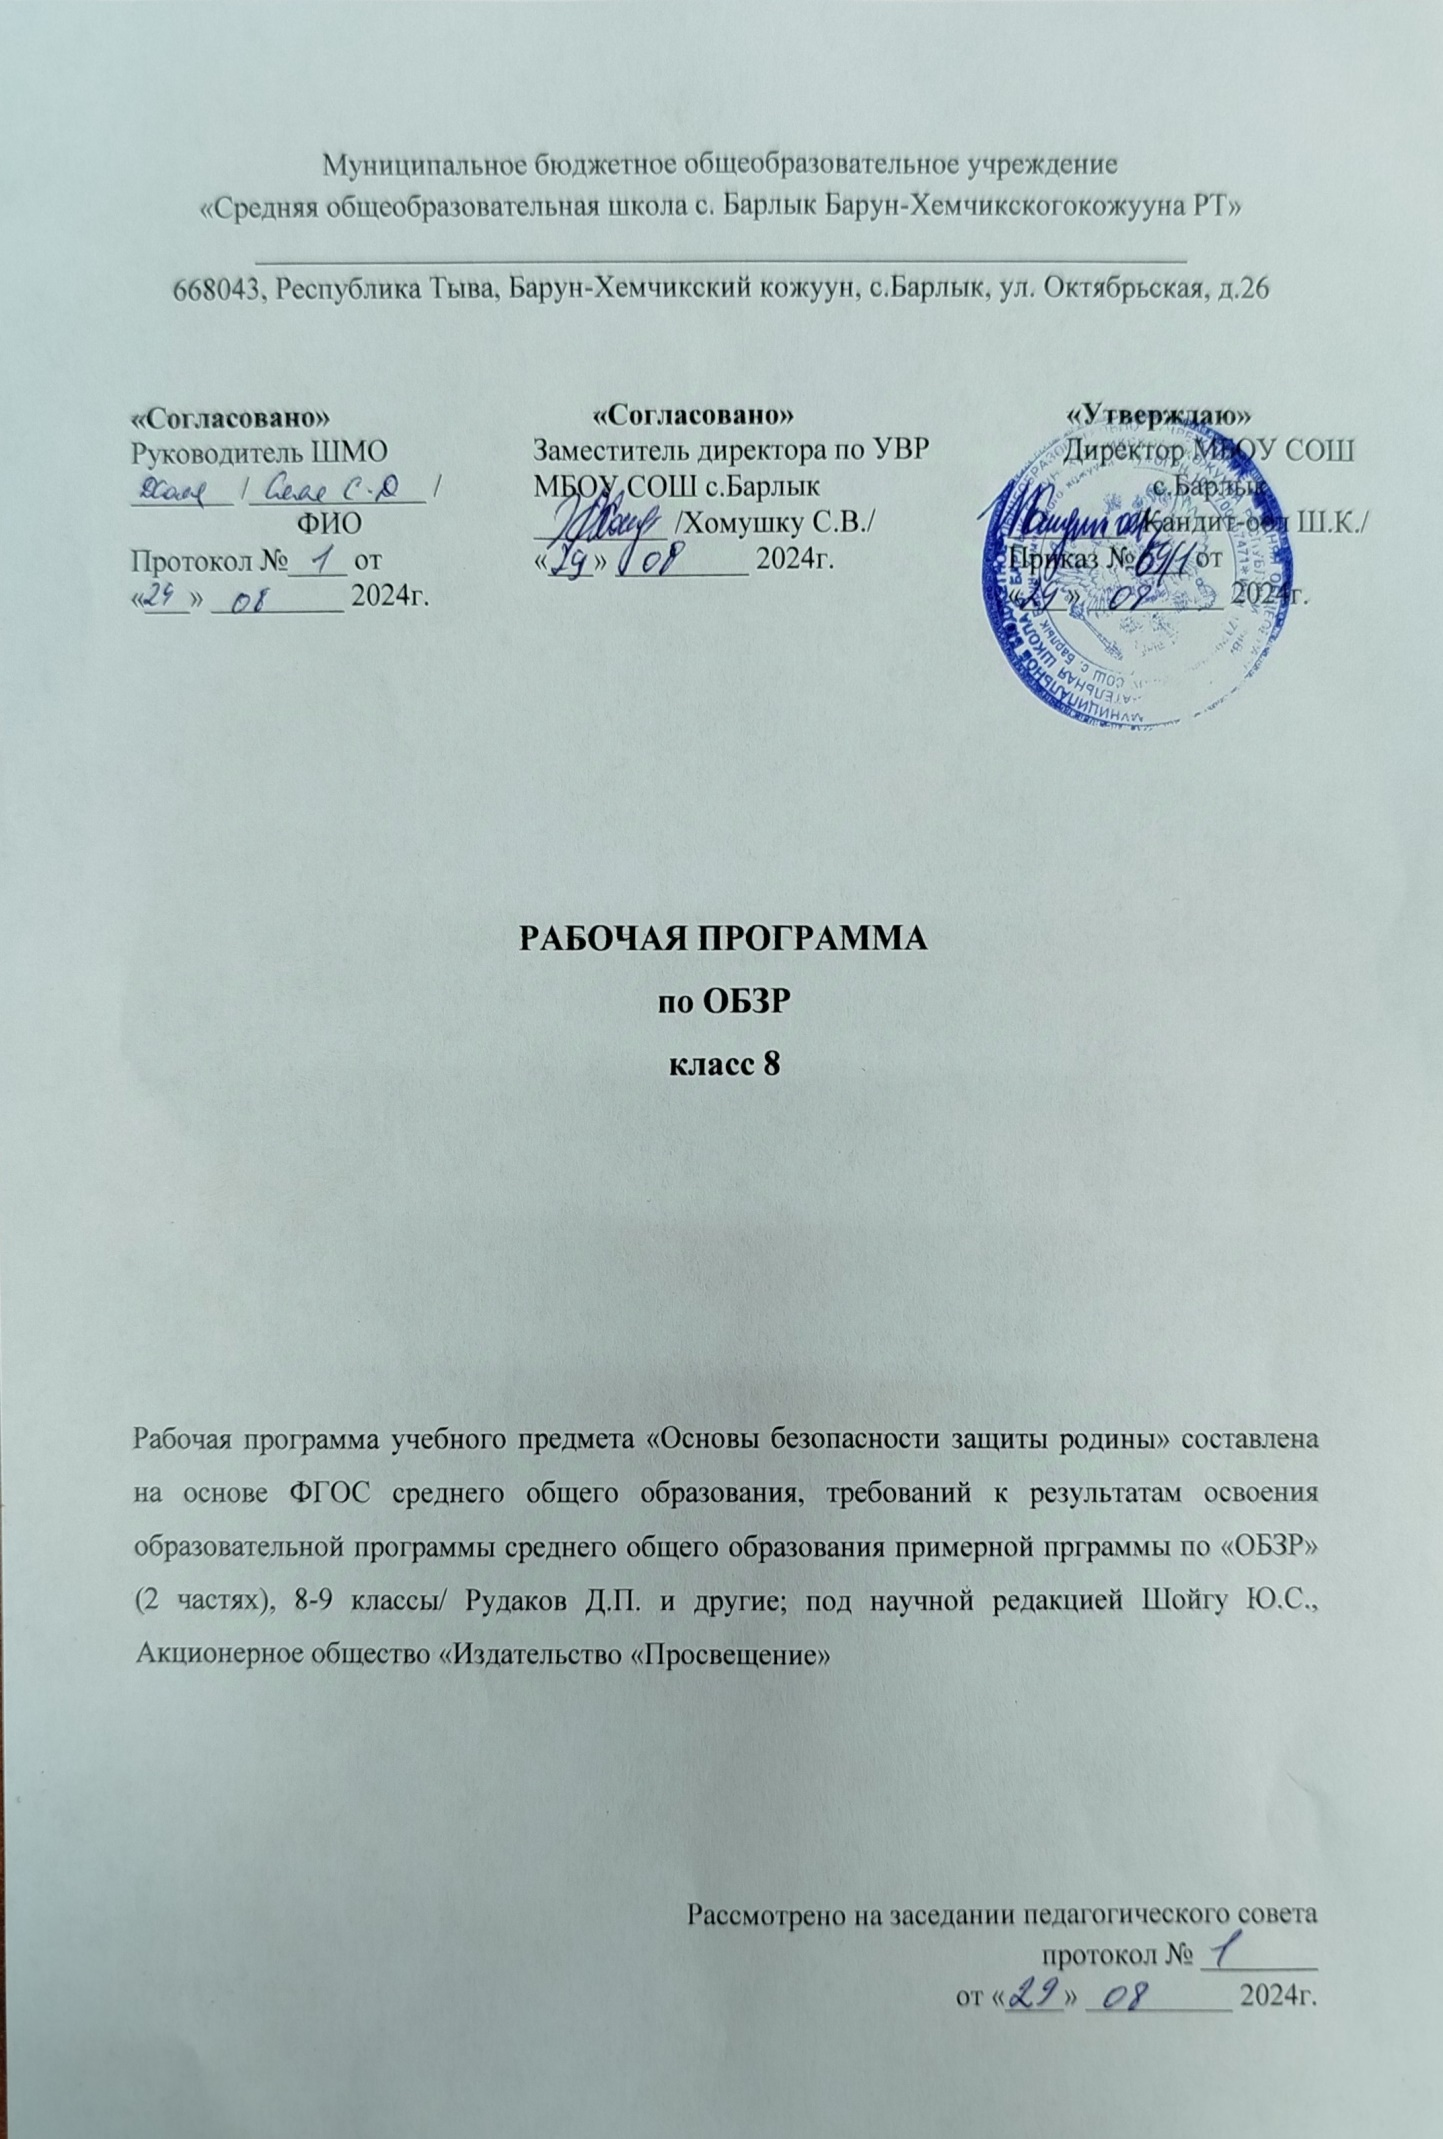 Муниципальное бюджетное общеобразовательное учреждение
«Средняя общеобразовательная школа с. Барлык Барун-Хемчикскогокожууна РТ»
668043, Республика Тыва, Барун-Хемчикский кожуун, с.Барлык, ул. Октябрьская, д.26
«Согласовано»
Руководитель ШМО
/ С.Д /
ФИО
Протокол № 1 от
«29» 08 2024г.
«Согласовано»
Заместитель директора по УВР
МБОУ СОШ с.Барлык
/Хомушку С.В./
«29» 08 2024г.
«Утверждаю»
Директор МБОУ СОШ
с.Барлык
/Кандит-оол Ш.К./
Приказ № от
«29» 08 2024г.
РАБОЧАЯ ПРОГРАММА
по ОБЗР
класс 8
Рабочая программа учебного предмета «Основы безопасности защиты родины» составлена
на основе ФГОС среднего общего образования, требований к результатам освоения
образовательной программы среднего общего образования примерной прграммы по «ОБЗР»
(2 частях), 8-9 классы/ Рудаков Д.П. и другие; под научной редакцией Шойгу Ю.С.,
Акционерное общество «Издательство «Просвещение»
Рассмотрено на заседании педагогического совета
протокол № 1
от «29» 08 2024г.